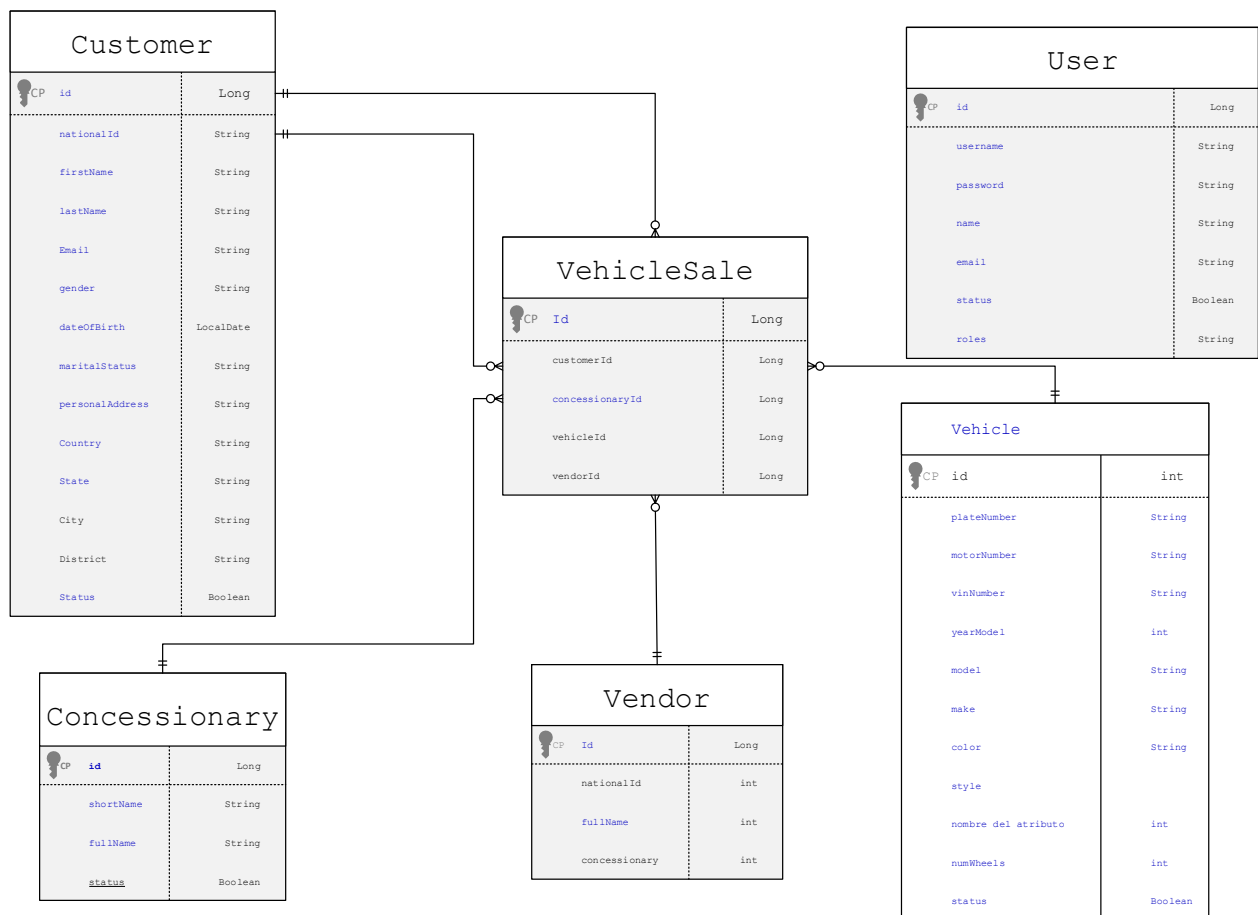 Customer
CP id Long
nationalId String
firstName String
lastName String
Email String
gender String
dateOfBirth LocalDate
maritalStatus String
personalAddress String
Country String
State String
City String
District String
Status Boolean
User
CP id Long
username String
password String
name String
email String
status Boolean
roles String
VehicleSale
CP Id Long
customerId Long
concessionaryId Long
vehicleId Long
vendorId Long
Vehicle
CP id int
plateNumber String
motorNumber String
vinNumber String
yearModel int
model String
make String
color String
style
nombre del atributo int
numWheels int
status Boolean
Concessionary
CP id Long
shortName String
fullName String
status Boolean
Vendor
CP Id Long
nationalId int
fullName int
concessionary int